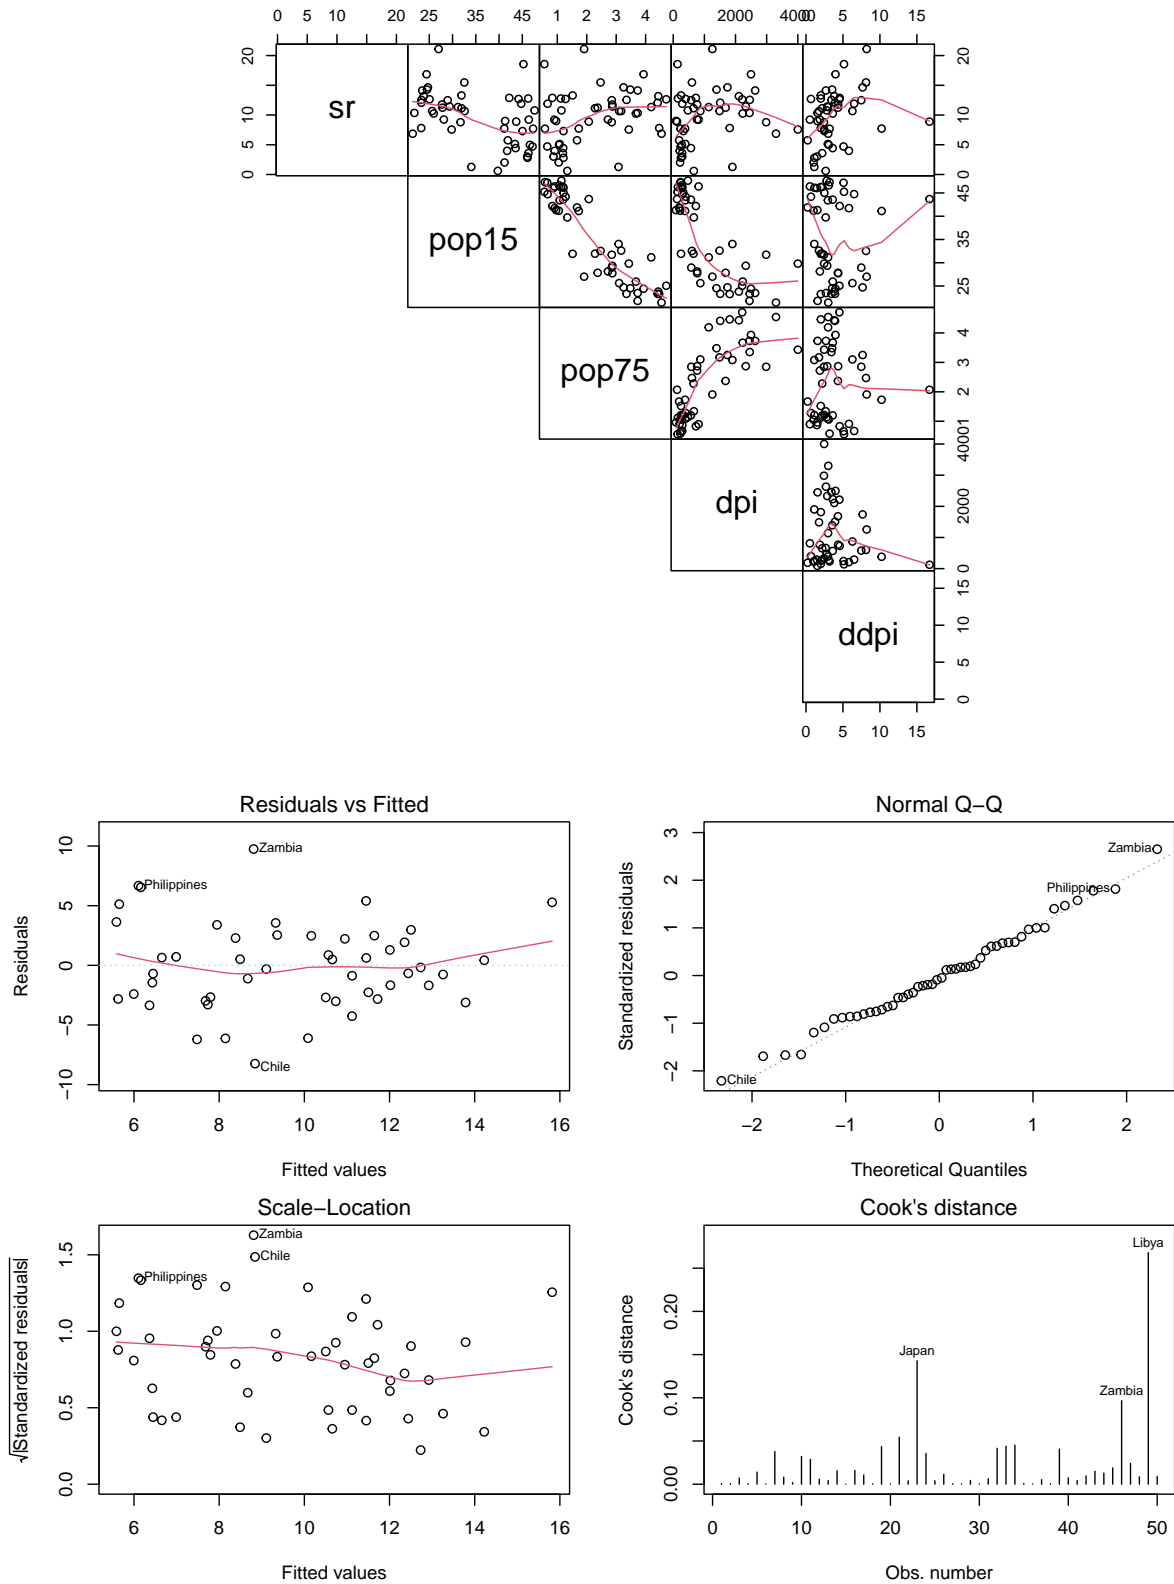 0 5 10 15 20 25 35 45 1 2 3 4 0 2000 4000 0 5 10 15
sr
0 5 10 20
pop15
25 35 45
pop75
1 2 3 4
dpi
0 2000 4000
ddpi
0 5 10 15
0 5 10 15
Residuals vs Fitted
Residuals
−10 −5 0 5 10
Zambia
Philippines
Chile
6 8 10 12 14 16
Fitted values
Normal Q−Q
Standardized residuals
−2 −1 0 1 2 3
Zambia
Philippines
Chile
−2 −1 0 1 2
Theoretical Quantiles
Scale−Location
√|Standardized residuals|
0.0 0.5 1.0 1.5
Zambia
Chile
Philippines
6 8 10 12 14 16
Fitted values
Cook's distance
Cook's distance
0.00 0.10 0.20
Libya
Japan
Zambia
0 10 20 30 40 50
Obs. number